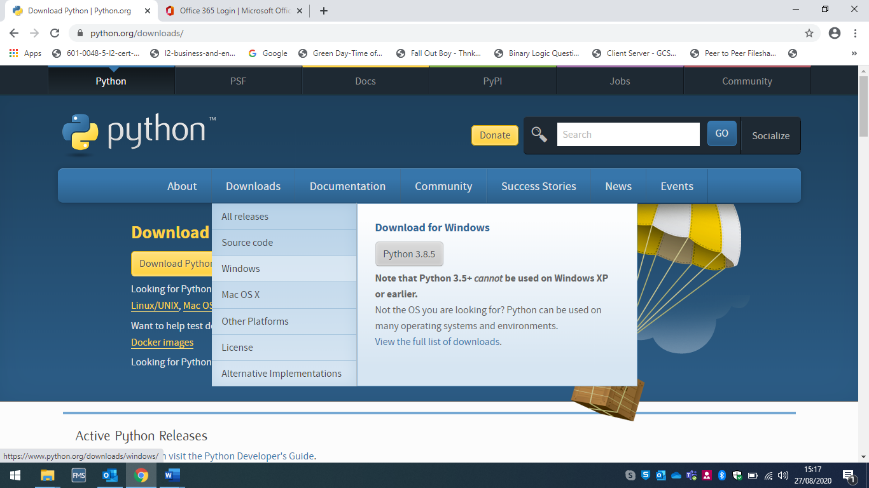 Download Python | Python.org
Office 365 Login | Microsoft Offic
python.org/downloads/
Apps
601-0048-5-l2-cert-...
l2-business-and-en...
Google
Green Day-Time of...
Fall Out Boy - Thnk...
Binary Logic Questi...
Client Server - GCS...
Peer to Peer Filesha...
Python
PSF
Docs
PyPI
Jobs
Community
python™
Donate
Search
GO
Socialize
About
Downloads
Documentation
Community
Success Stories
News
Events
All releases
Source code
Windows
Mac OS X
Other Platforms
License
Alternative Implementations
Download for Windows
Python 3.8.5
Note that Python 3.5+ cannot be used on Windows XP
or earlier.
Not the OS you are looking for? Python can be used on
many operating systems and environments.
View the full list of downloads.
Download
Download Python
Looking for Python
Linux/UNIX, Mac OS
Want to help test d
Docker images
Looking for Python
Active Python Releases
visit the Python Developer's Guide.
https://www.python.org/downloads/windows/
FMS
15:17
27/08/2020